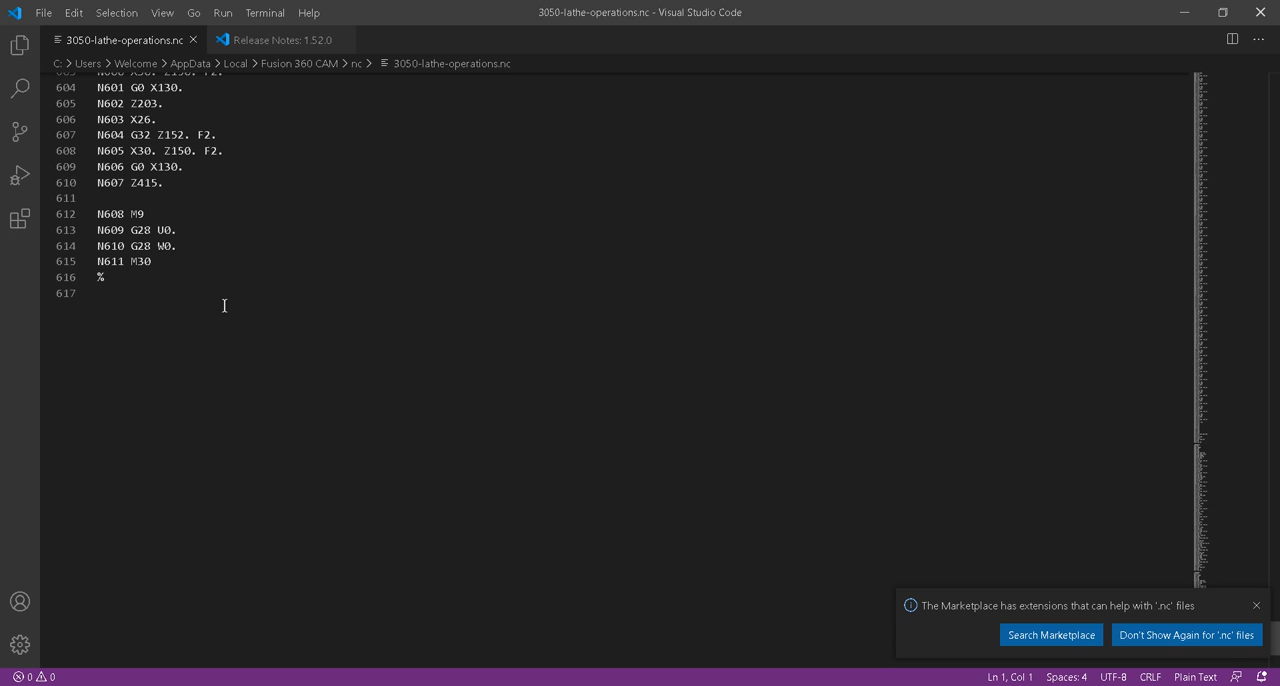 File Edit Selection View Go Run Terminal Help
3050-lathe-operations.nc - Visual Studio Code
3050-lathe-operations.nc Release Notes: 1.52.0
C: > Users > Welcome > AppData > Local > Fusion 360 CAM > nc > 3050-lathe-operations.nc
604 N601 G0 X130.
605 N602 Z203.
606 N603 X26.
607 N604 G32 Z152. F2.
608 N605 X30. Z150. F2.
609 N606 G0 X130.
610 N607 Z415.
611
612 N608 M9
613 N609 G28 U0.
614 N610 G28 W0.
615 N611 M30
616 %
617
The Marketplace has extensions that can help with '.nc' files
Search Marketplace Don't Show Again for '.nc' files
0 0 Ln 1, Col 1 Spaces: 4 UTF-8 CRLF Plain Text